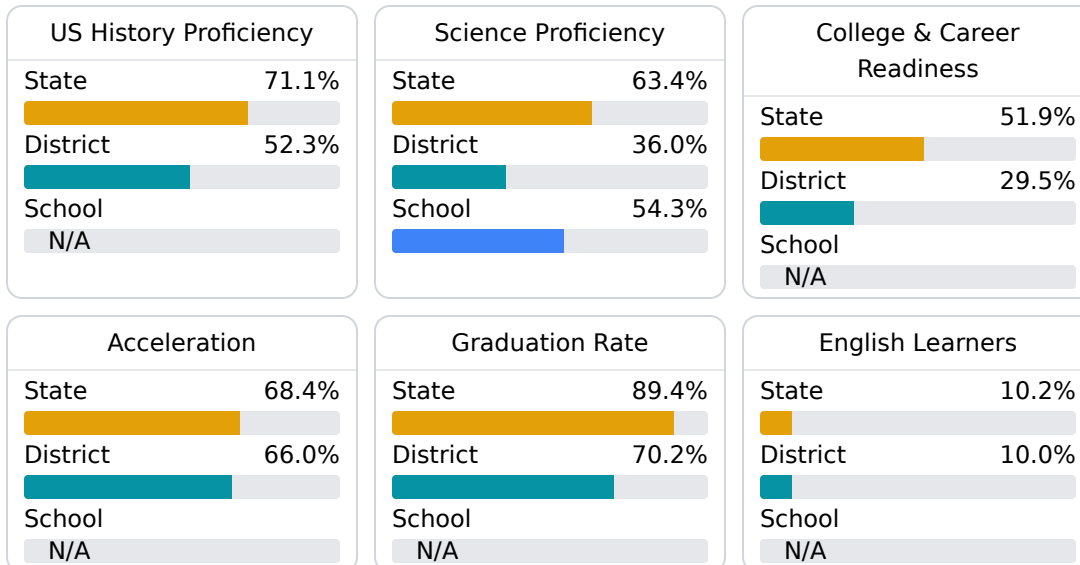 US History Proficiency
State 71.1%
District 52.3%
School
N/A
Science Proficiency
State 63.4%
District 36.0%
School 54.3%
College & Career
Readiness
State 51.9%
District 29.5%
School
N/A
Acceleration
State 68.4%
District 66.0%
School
N/A
Graduation Rate
State 89.4%
District 70.2%
School
N/A
English Learners
State 10.2%
District 10.0%
School
N/A